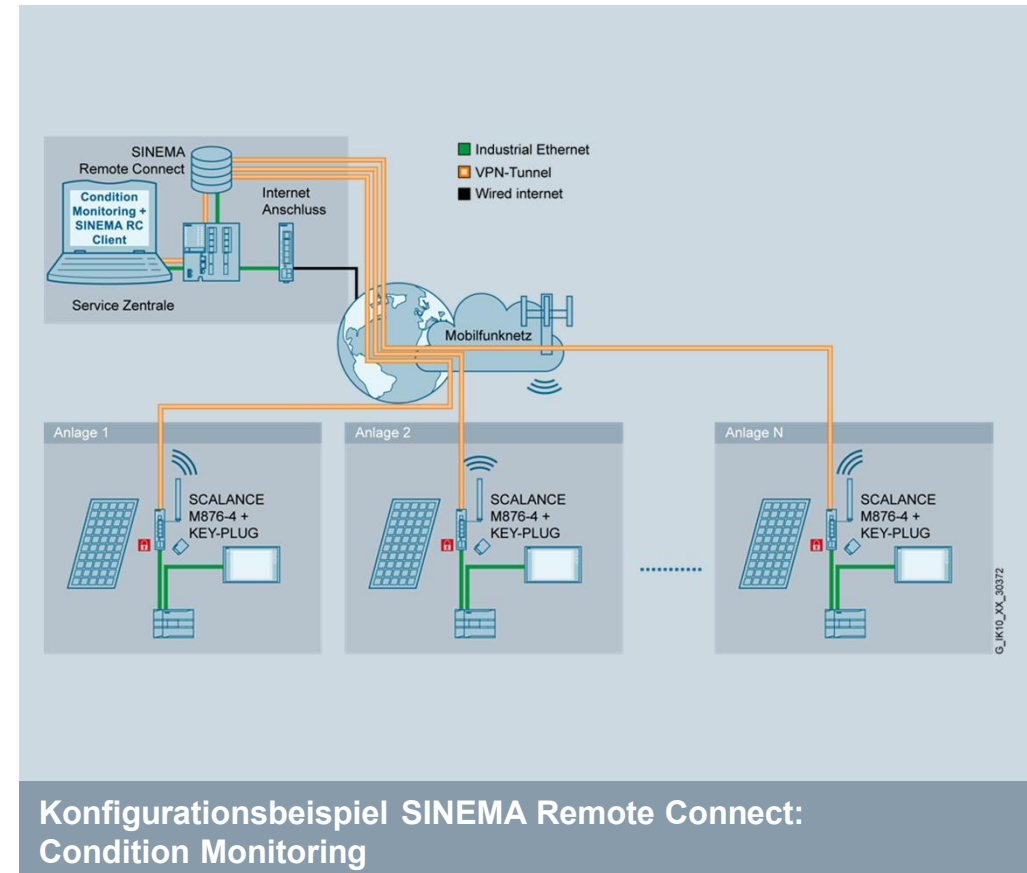 SINEMA
Remote Connect
Condition
Monitoring +
SINEMA RC
Client
Internet
Anschluss
Service Zentrale
Industrial Ethernet
VPN-Tunnel
Wired internet
Mobilfunknetz
Anlage 1
SCALANCE
M876-4 +
KEY-PLUG
Anlage 2
SCALANCE
M876-4 +
KEY-PLUG
Anlage N
SCALANCE
M876-4 +
KEY-PLUG
G_IK10_XX_30372
Konfigurationsbeispiel SINEMA Remote Connect:
Condition Monitoring